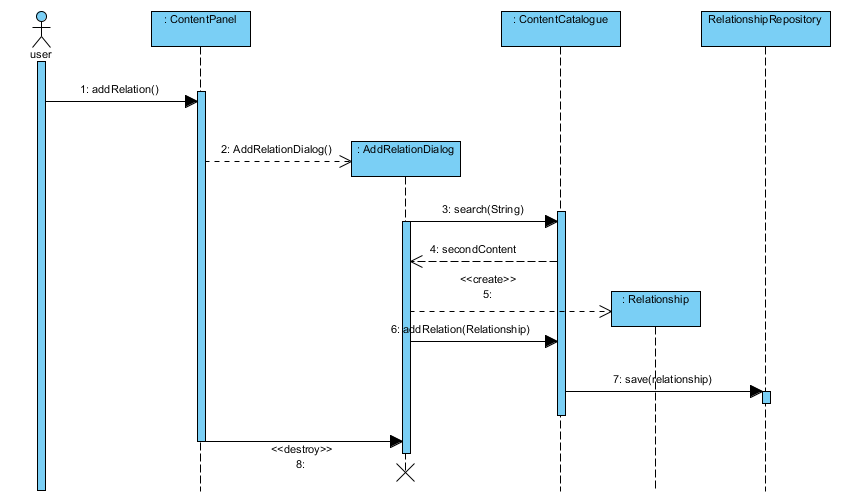 : ContentPanel
: ContentCatalogue
RelationshipRepository
user
1: addRelation()
2: AddRelationDialog()
: AddRelationDialog
3: search(String)
4: secondContent
<<create>>
5:
: Relationship
6: addRelation(Relationship)
7: save(relationship)
<<destroy>>
8: